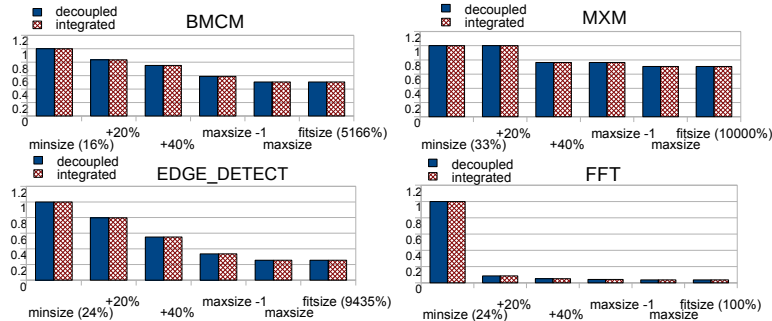 decoupled
integrated
BMCM
1.2
1
0.8
0.6
0.4
0.2
0
+20%
maxsize -1
fitsize (5166%)
minsize (16%)
+40%
maxsize
decoupled
integrated
MXM
1.2
1
0.8
0.6
0.4
0.2
0
+20%
maxsize -1
fitsize (10000%)
minsize (33%)
+40%
maxsize
decoupled
integrated
EDGE_DETECT
1.2
1
0.8
0.6
0.4
0.2
0
+20%
maxsize -1
fitsize (9435%)
minsize (24%)
+40%
maxsize
decoupled
integrated
FFT
1.2
1
0.8
0.6
0.4
0.2
0
+20%
maxsize -1
fitsize (100%)
minsize (24%)
+40%
maxsize